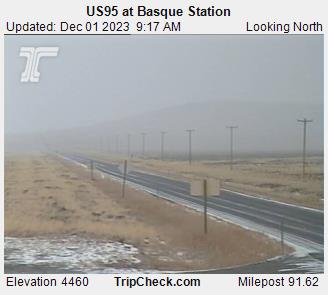 US95 at Basque Station
Updated: Dec 01 2023 9:17 AM Looking North
Elevation 4460 TripCheck.com Milepost 91.62